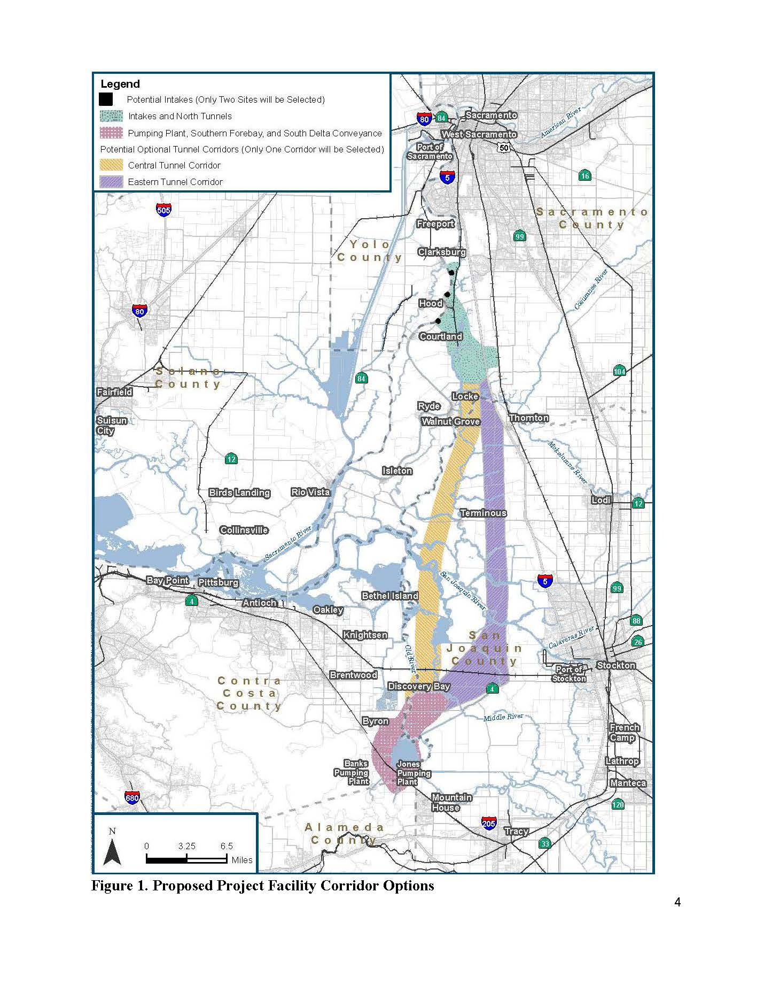 Legend
Potential Intakes (Only Two Sites will be Selected)
Intakes and North Tunnels
Pumping Plant, Southern Forebay, and South Delta Conveyance
Potential Optional Tunnel Corridors (Only One Corridor will be Selected)
Central Tunnel Corridor
Eastern Tunnel Corridor
80
84
Sacramento
American River
West Sacramento
Port of
Sacramento
50
5
16
505
Sacramento
County
Freeport
99
Yolo
County
Clarksburg
Cosumnes River
Hood
80
Courtland
Solano
County
84
104
Fairfield
Locke
Ryde
Thornton
Suisun
City
Walnut Grove
Mokelumne River
12
Isleton
Birds Landing
Rio Vista
Lodi
12
Terminous
Collinsville
Sacramento River
Bay Point
Pittsburg
San Joaquin River
5
99
4
Antioch
Bethel Island
Oakley
88
Knightsen
San
Joaquin
County
Calaveras River
26
Old River
Port of
Stockton
Stockton
Brentwood
Contra
Costa
County
Discovery Bay
4
Byron
Middle River
French
Camp
Banks
Pumping
Plant
Jones
Pumping
Plant
Lathrop
Manteca
680
Mountain
House
120
Alameda
County
205
Tracy
33
N
0 3.25 6.5
Miles
Figure 1. Proposed Project Facility Corridor Options
4